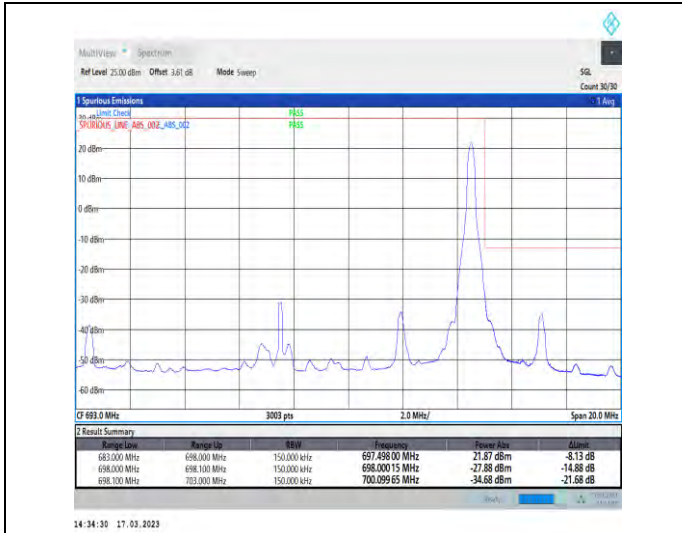 MultiView Spectrum
Ref Level 25.00 dBm Offset 3.61 dB Mode Sweep SGL
Count 30/30
1 Spurious Emissions 1 Avg
Limit Check PASS
SPURIOUS_LINE_ABS_002_ABS_002 PASS
20 dBm
10 dBm
0 dBm
-10 dBm
-20 dBm
-30 dBm
-40 dBm
-50 dBm
-60 dBm
CF 693.0 MHz 3003 pts 2.0 MHz/ Span 20.0 MHz
2 Result Summary
Range Low Range Up RBW Frequency Power Abs ΔLimit
683.000 MHz 698.000 MHz 150.000 kHz 697.49800 MHz 21.87 dBm -8.13 dB
698.000 MHz 698.100 MHz 150.000 kHz 698.00015 MHz -27.88 dBm -14.88 dB
698.100 MHz 703.000 MHz 150.000 kHz 700.09965 MHz -34.68 dBm -21.68 dB
14:34:30 17.03.2023